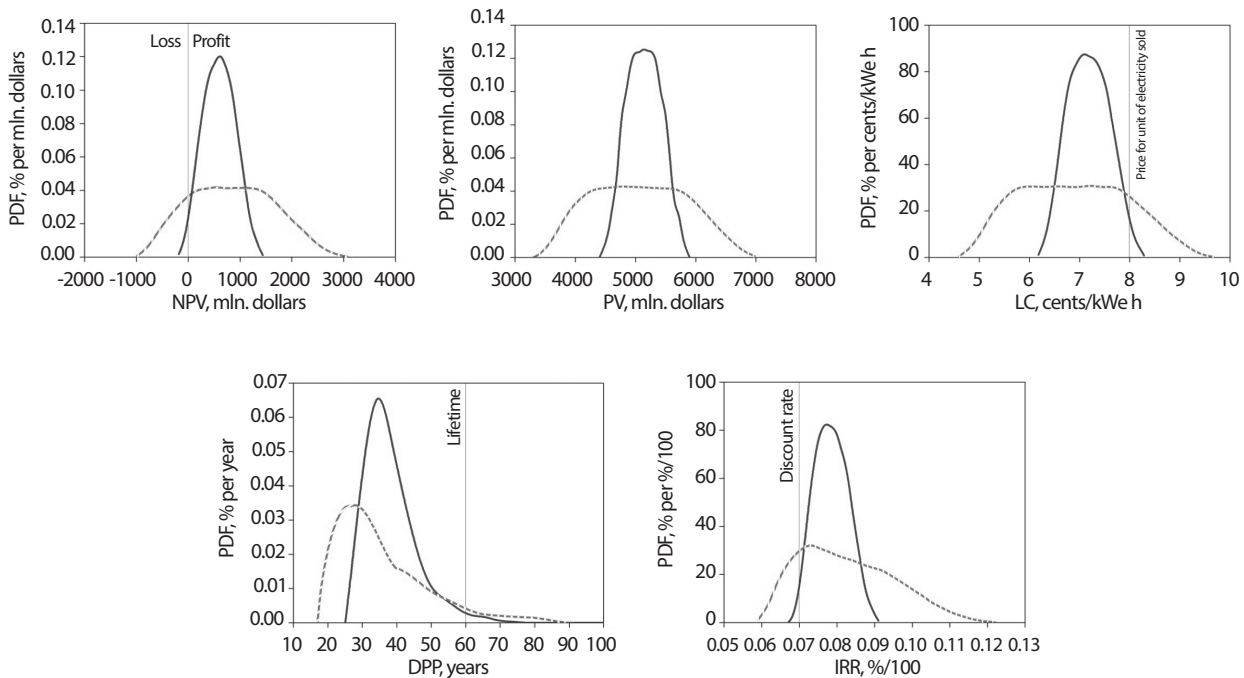 PDF, % per mln. dollars
0.14
0.12
0.10
0.08
0.06
0.04
0.02
0.00
Loss
Profit
-2000 -1000 0 1000 2000 3000 4000
NPV, mln. dollars
PDF, % per mln. dollars
0.14
0.12
0.10
0.08
0.06
0.04
0.02
0.00
3000 4000 5000 6000 7000 8000
PV, mln. dollars
PDF, % per cents/kWe h
100
80
60
40
20
0
Price for unit of electricity sold
4 5 6 7 8 9 10
LC, cents/kWe h
PDF, % per year
0.07
0.06
0.05
0.04
0.03
0.02
0.01
0.00
Lifetime
10 20 30 40 50 60 70 80 90 100
DPP, years
PDF, % per %/100
100
80
60
40
20
0
Discount rate
0.05 0.06 0.07 0.08 0.09 0.10 0.11 0.12 0.13
IRR, %/100